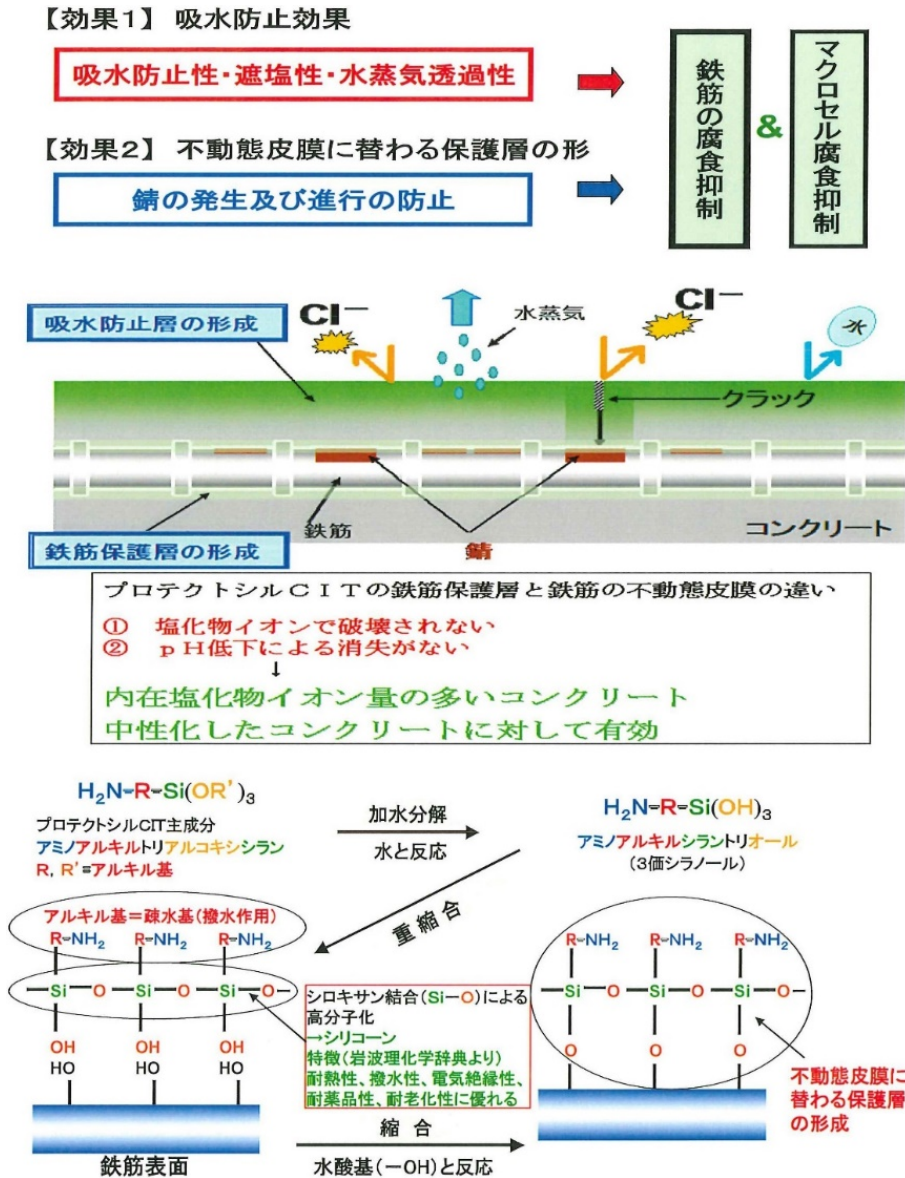 【効果1】 吸水防止効果
吸水防止性・遮塩性・水蒸気透過性
【効果2】 不動態皮膜に替わる保護層の形
錆の発生及び進行の防止
鉄筋の腐食抑制
&
マクロセル腐食抑制
吸水防止層の形成
Cl－
水蒸気
Cl－
水
クラック
鉄筋保護層の形成
鉄筋
錆
コンクリート
プロテクトシルＣＩＴの鉄筋保護層と鉄筋の不動態皮膜の違い
① 塩化物イオンで破壊されない
② ｐＨ低下による消失がない
↓
内在塩化物イオン量の多いコンクリート
中性化したコンクリートに対して有効
H₂N-R-Si(OR')₃
プロテクトシルCIT主成分
アミノアルキルトリアルコキシシラン
R, R'=アルキル基
加水分解
水と反応
H₂N-R-Si(OH)₃
アミノアルキルシラントリオール
(3価シラノール)
重縮合
アルキル基＝疎水基(撥水作用)
R-NH₂ R-NH₂ R-NH₂
Si O Si O Si O
OH OH OH
HO HO HO
鉄筋表面
シロキサン結合(Si－O)による
高分子化
→シリコーン
特徴(岩波理化学辞典より)
耐熱性、撥水性、電気絶縁性、
耐薬品性、耐老化性に優れる
縮 合
水酸基(－OH)と反応
R-NH₂ R-NH₂ R-NH₂
Si O Si O Si O
O O O
不動態皮膜に
替わる保護層
の形成